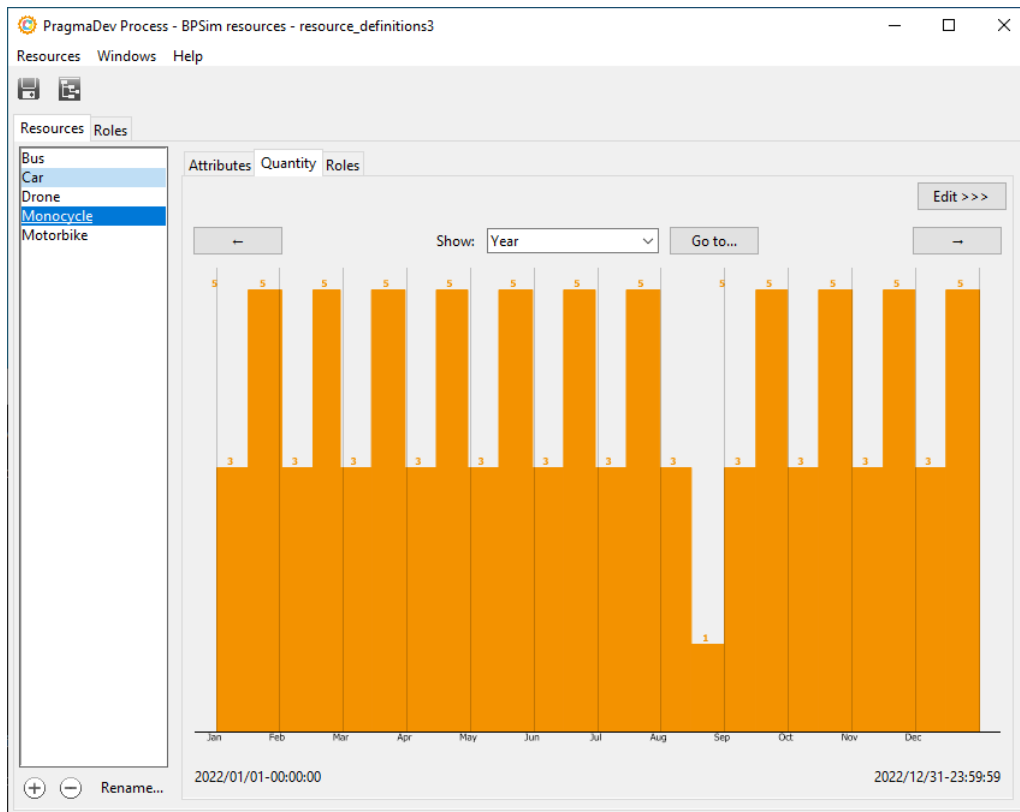 PragmaDev Process - BPSim resources - resource_definitions3
Resources Windows Help
Resources Roles
Bus
Car
Drone
Monocycle
Motorbike
Attributes Quantity Roles
Edit >>>
← Show: Year Go to... →
5 5 5 5 5 5 5 5 5 5 5 5 5
3 3 3 3 3 3 3 3 3 3 3 3
1
Jan Feb Mar Apr May Jun Jul Aug Sep Oct Nov Dec
2022/01/01-00:00:00 2022/12/31-23:59:59
Rename...